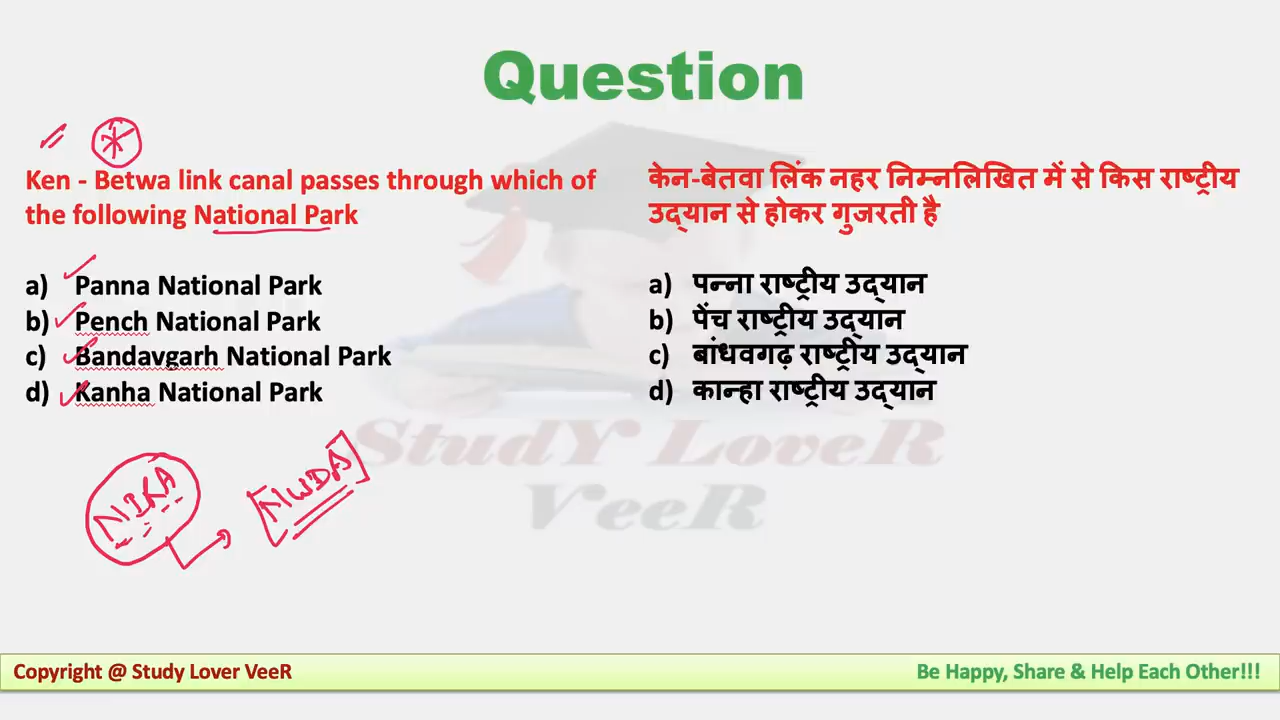 Question
Ken - Betwa link canal passes through which of
the following National Park
a) Panna National Park
b) Pench National Park
c) Bandavgarh National Park
d) Kanha National Park
केन-बेतवा लिंक नहर निम्नलिखित में से किस राष्ट्रीय
उद्यान से होकर गुजरती है
a) पन्ना राष्ट्रीय उद्यान
b) पेंच राष्ट्रीय उद्यान
c) बांधवगढ़ राष्ट्रीय उद्यान
d) कान्हा राष्ट्रीय उद्यान
StudY LoveR
VeeR
NIRA
NWDA
Copyright @ Study Lover VeeR
Be Happy, Share & Help Each Other!!!